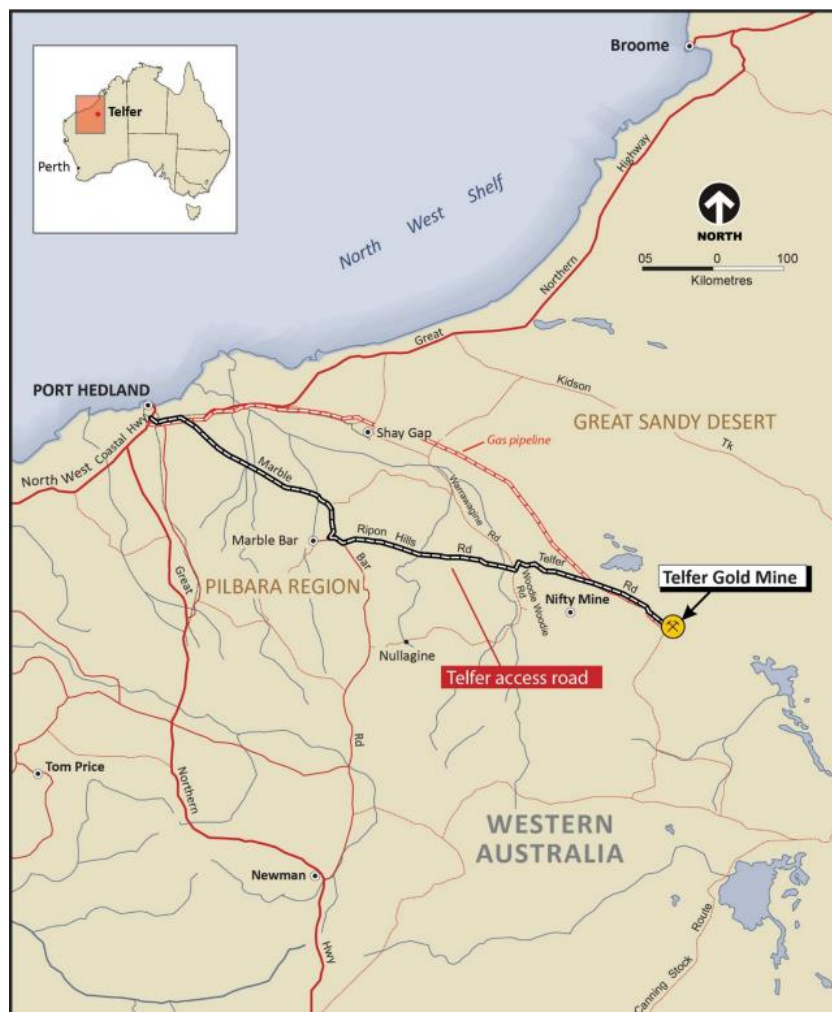 Broome
Telfer
Perth
North West Shelf
Highway
Northern
Great
NORTH
05 0 100
Kilometres
PORT HEDLAND
North West Coastal Hwy
Shay Gap
Gas pipeline
Kidson
Tk
GREAT SANDY DESERT
Marble
Bar
Rd
Marble Bar
Ripon Hills
Rd
Warrawagine
Rd
Telfer
Rd
Woodie Woodie
Rd
Nifty Mine
Telfer Gold Mine
PILBARA REGION
Great
Northern
Hwy
Nullagine
Telfer access road
Tom Price
Newman
WESTERN
AUSTRALIA
Canning Stock
Route